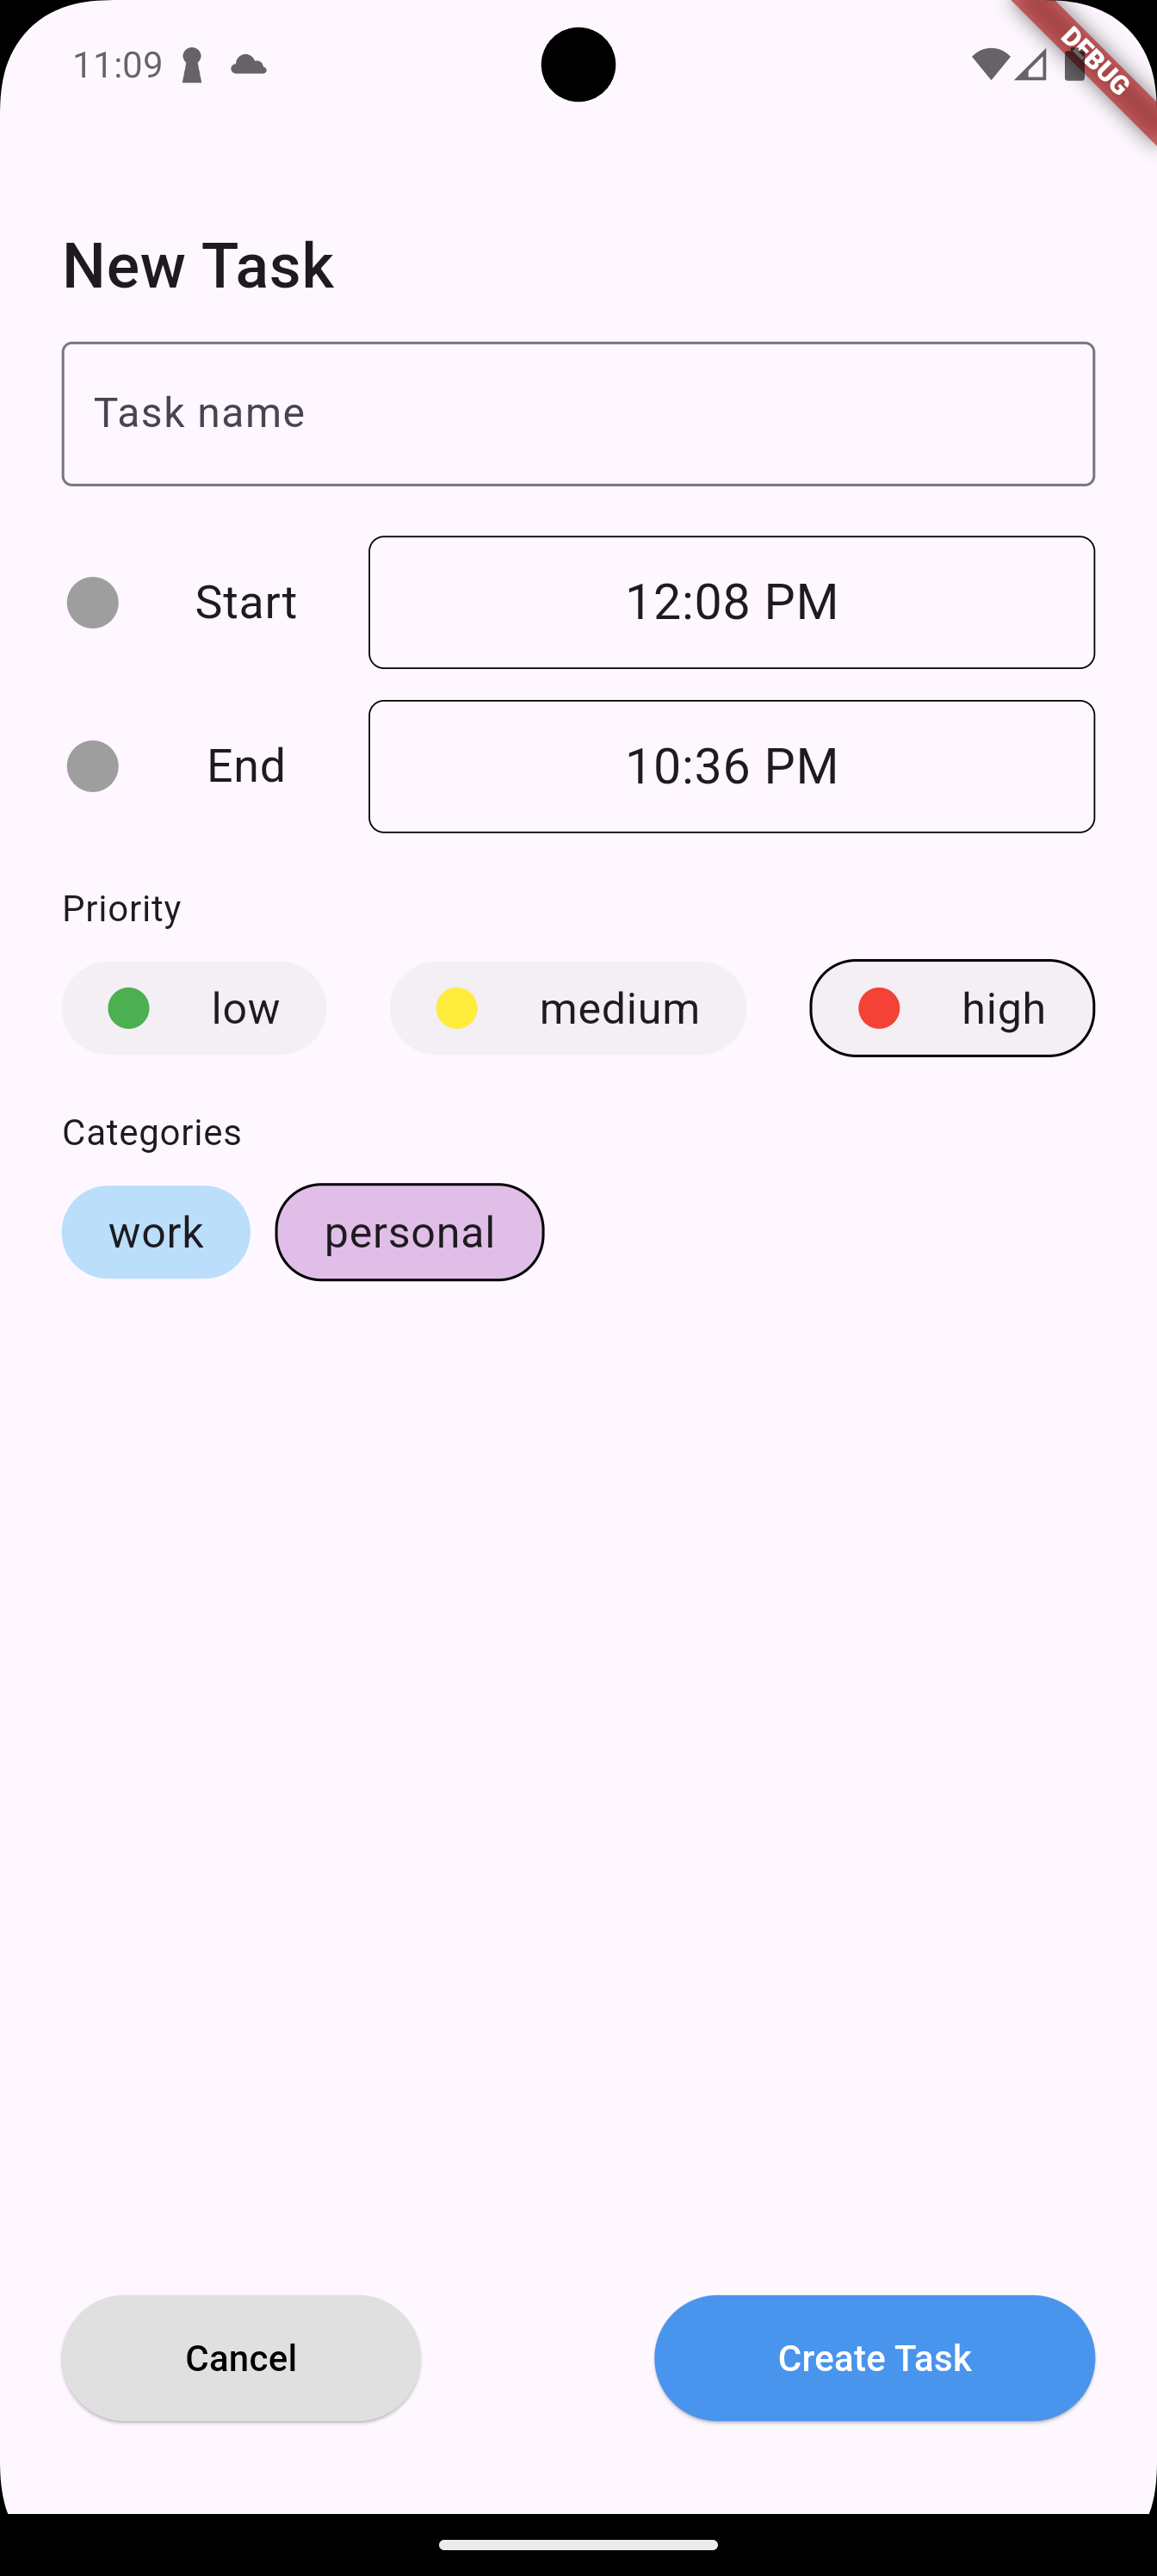 11:09
DEBUG
New Task
Task name
Start 12:08 PM
End 10:36 PM
Priority
low medium high
Categories
work personal
Cancel Create Task